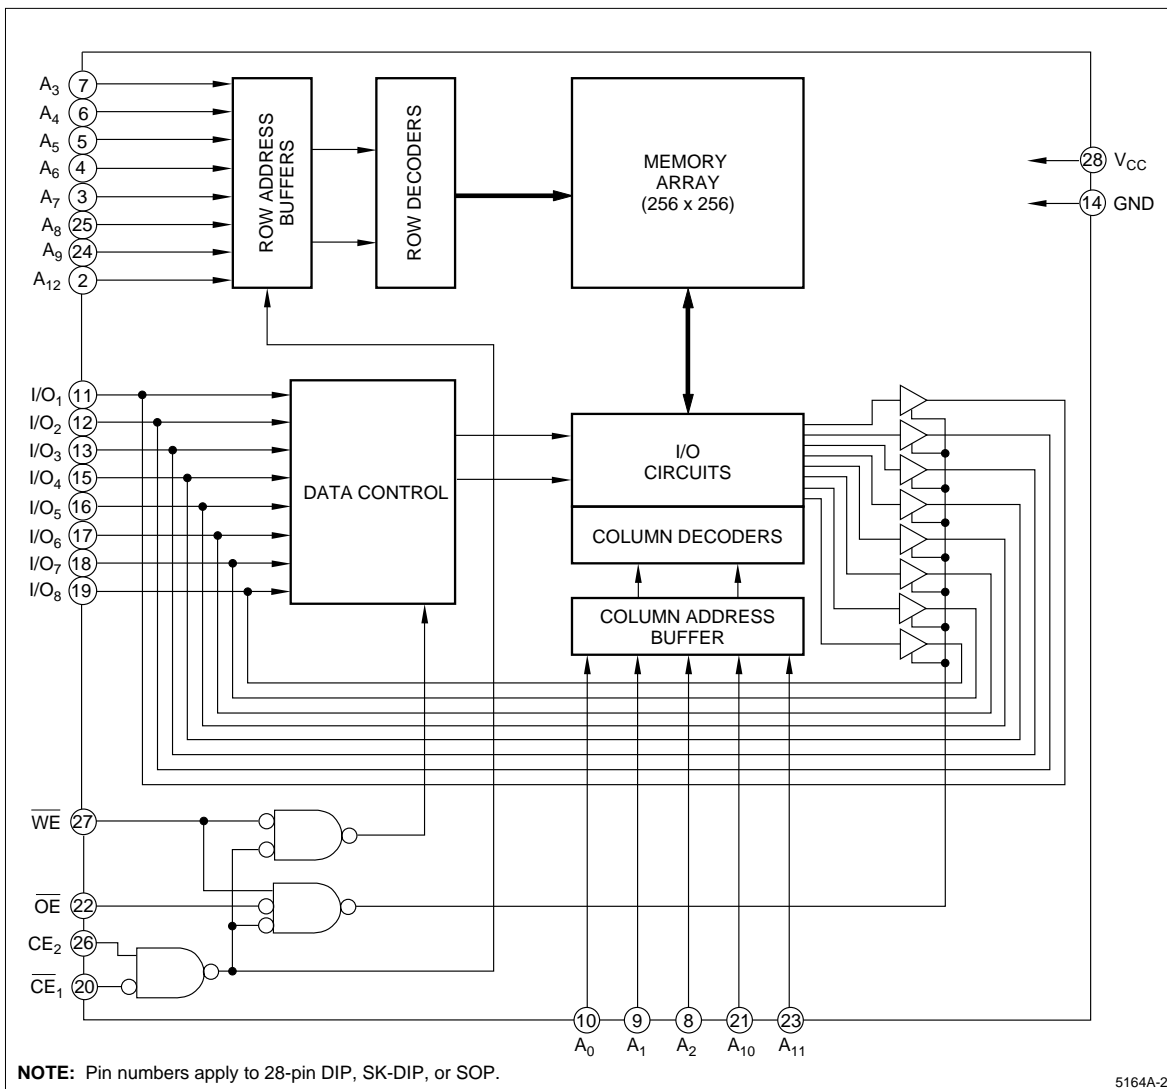 A3 7
A4 6
A5 5
A6 4
A7 3
A8 25
A9 24
A12 2
ROW ADDRESS
BUFFERS
ROW DECODERS
MEMORY
ARRAY
(256 x 256)
28 VCC
14 GND
I/O1 11
I/O2 12
I/O3 13
I/O4 15
I/O5 16
I/O6 17
I/O7 18
I/O8 19
DATA CONTROL
I/O
CIRCUITS
COLUMN DECODERS
COLUMN ADDRESS
BUFFER
WE 27
OE 22
CE2 26
CE1 20
10 9 8 21 23
A0 A1 A2 A10 A11
NOTE: Pin numbers apply to 28-pin DIP, SK-DIP, or SOP.
5164A-2